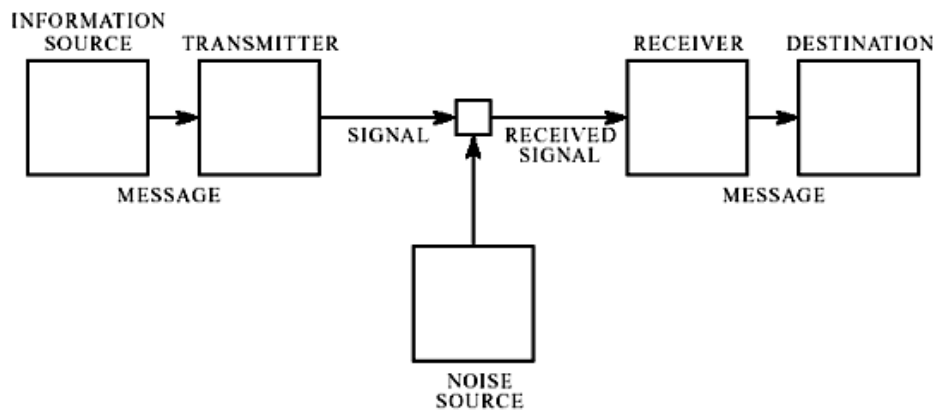 INFORMATION
SOURCE
TRANSMITTER
RECEIVER
DESTINATION
SIGNAL
RECEIVED
SIGNAL
MESSAGE
MESSAGE
NOISE
SOURCE